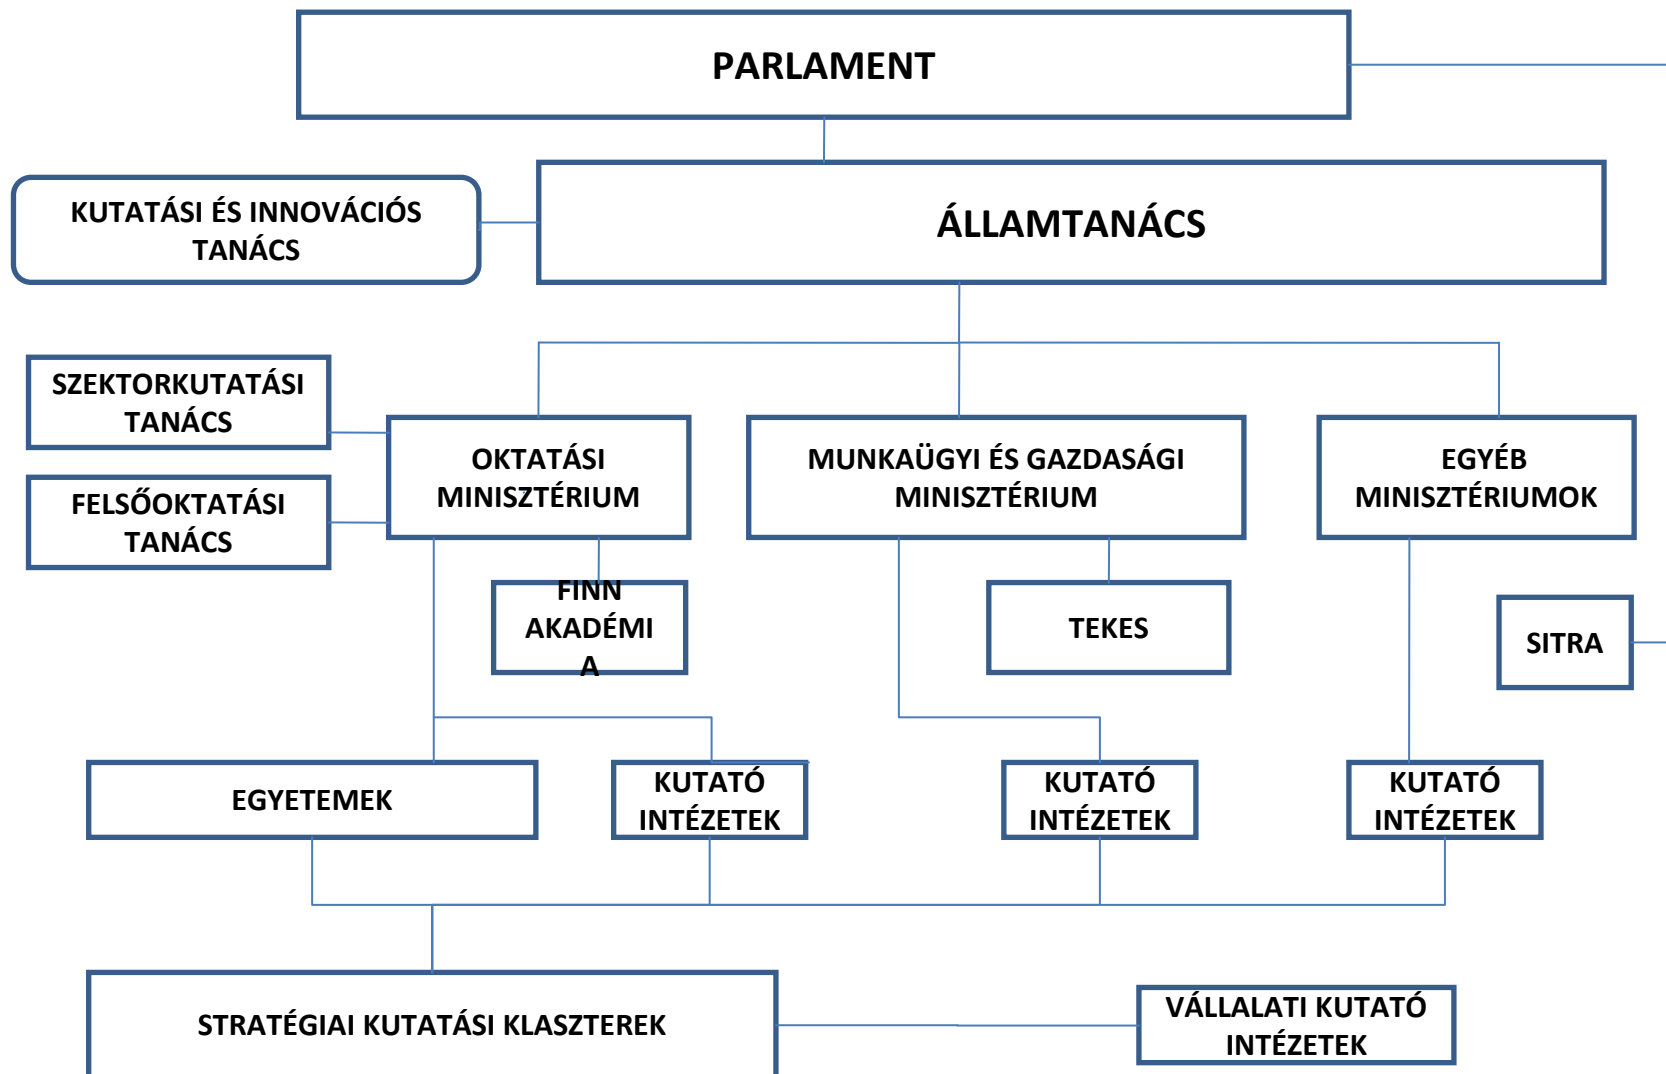 PARLAMENT
KUTATÁSI ÉS INNOVÁCIÓS
TANÁCS
ÁLLAMTANÁCS
SZEKTORKUTATÁSI
TANÁCS
FELSŐOKTATÁSI
TANÁCS
OKTATÁSI
MINISZTÉRIUM
MUNKAÜGYI ÉS GAZDASÁGI
MINISZTÉRIUM
EGYÉB
MINISZTÉRIUMOK
FINN
AKADÉMI
A
TEKES
SITRA
EGYETEMEK
KUTATÓ
INTÉZETEK
KUTATÓ
INTÉZETEK
KUTATÓ
INTÉZETEK
STRATÉGIAI KUTATÁSI KLASZTEREK
VÁLLALATI KUTATÓ
INTÉZETEK